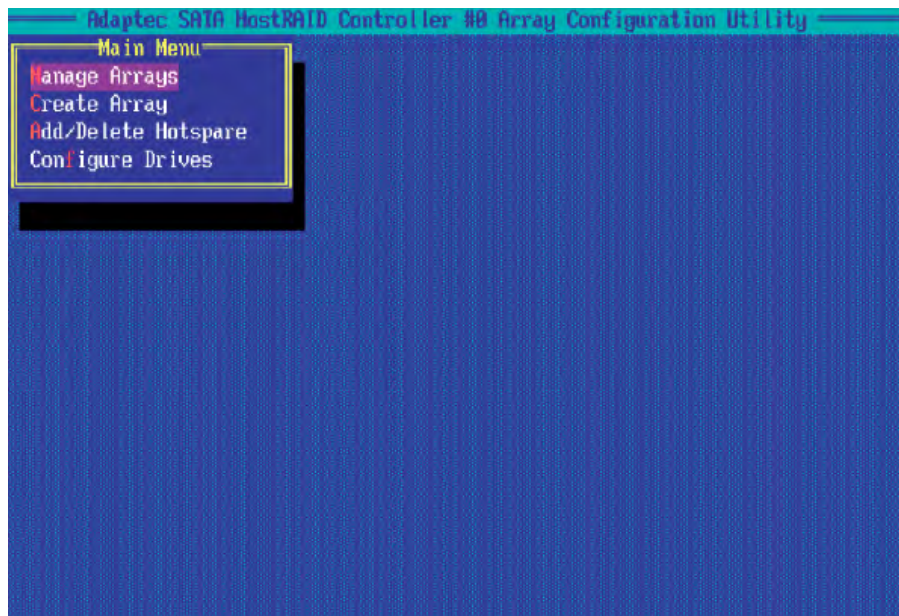 Adaptec SATA HostRAID Controller #0 Array Configuration Utility
Main Menu
Manage Arrays
Create Array
Add/Delete Hotspare
Configure Drives